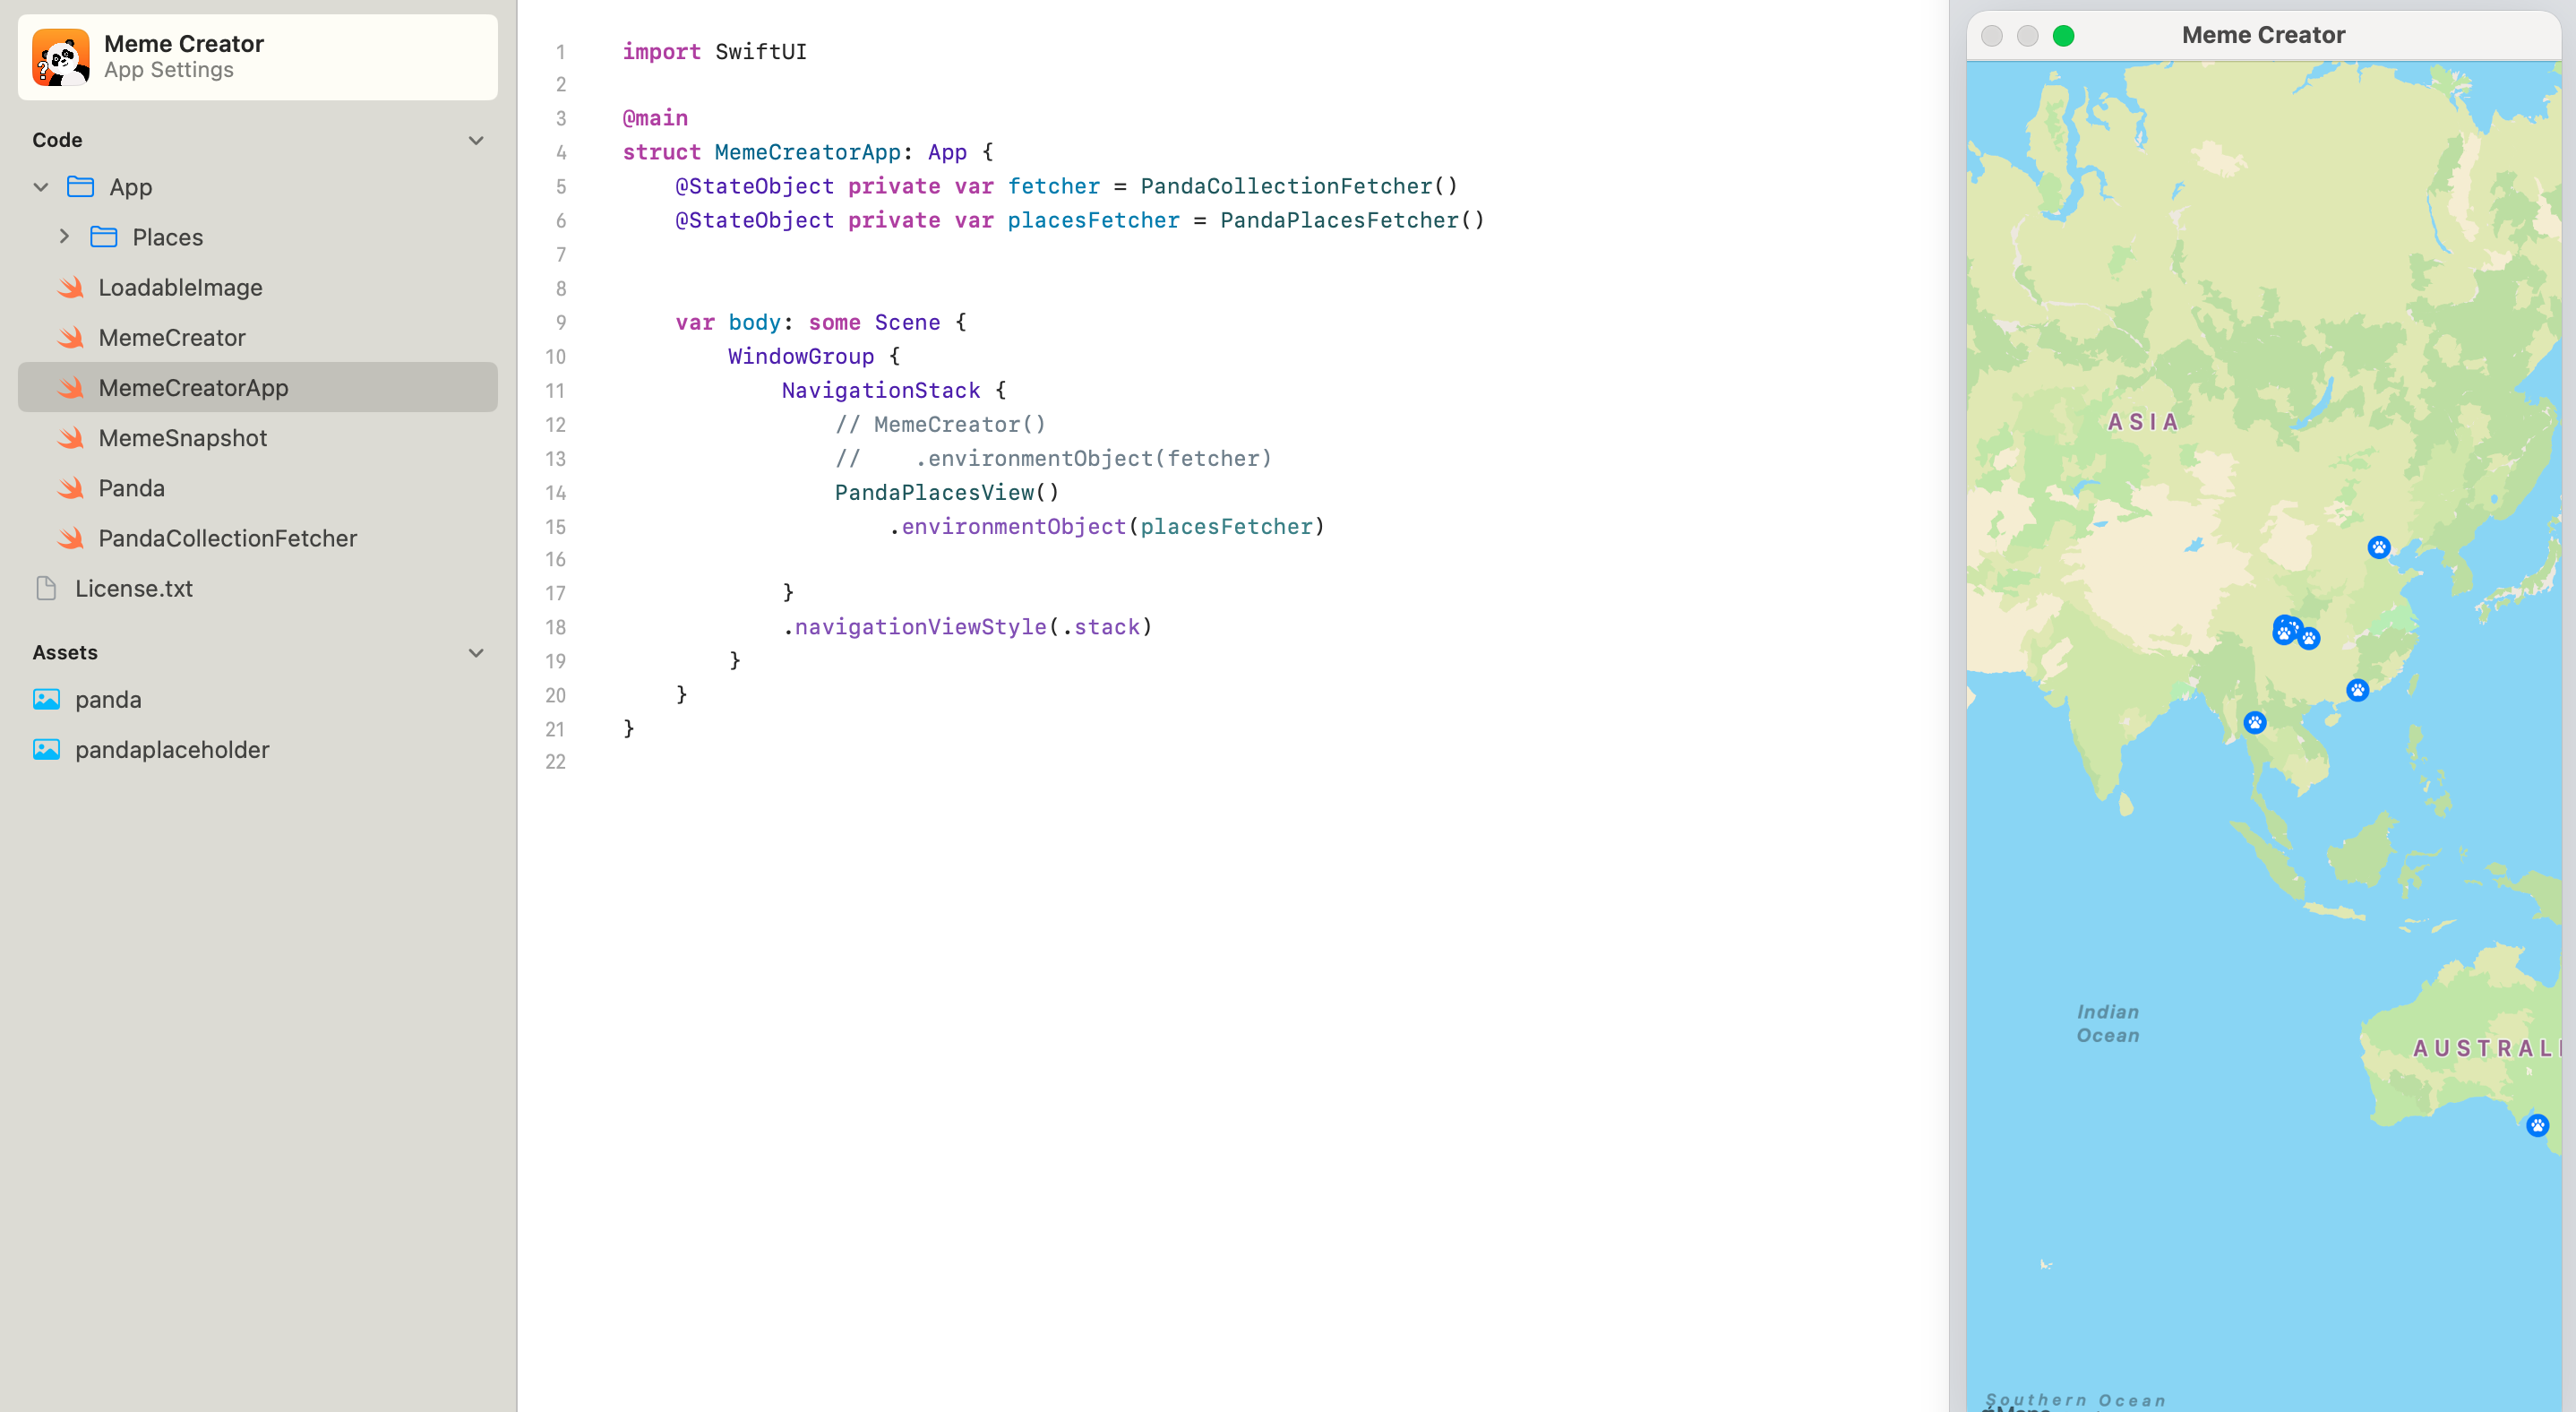 Meme Creator
App Settings
Code
App
Places
LoadableImage
MemeCreator
MemeCreatorApp
MemeSnapshot
Panda
PandaCollectionFetcher
License.txt
Assets
panda
pandaplaceholder
1 import SwiftUI
2
3 @main
4 struct MemeCreatorApp: App {
5 @StateObject private var fetcher = PandaCollectionFetcher()
6 @StateObject private var placesFetcher = PandaPlacesFetcher()
7
8
9 var body: some Scene {
10 WindowGroup {
11 NavigationStack {
12 // MemeCreator()
13 //    .environmentObject(fetcher)
14 PandaPlacesView()
15 .environmentObject(placesFetcher)
16
17 }
18 .navigationViewStyle(.stack)
19 }
20 }
21 }
22
Meme Creator
ASIA
Indian
Ocean
AUSTRALI
Southern Ocean
Maps